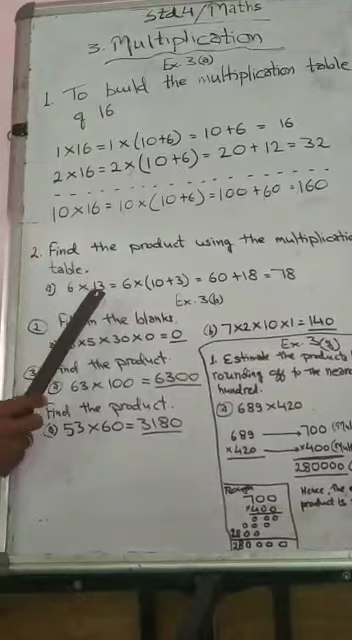 Std 4/Maths
3. Multiplication
Ex. 3(a)
1. To build the multiplication table
of 16
1×16=1×(10+6)=10+6 = 16
2×16=2×(10+6)=20+12=32
10×16=10×(10+6)=100+60=160
2. Find the product using the multiplication
table.
a) 6×13=6×(10+3)=60+18=78
Ex. 3(b)
② in the blanks.
×5×30×0=0
(b) 7×2×10×1=140
③ Find the product.
63×100=6300
Find the product.
53×60=3180
1. Estimate the products
rounding off to the nearest
hundred.
689×420
689 → 700
×420 → ×400
280000
Rough
700
×400
000
2800
280000
Hence, the
product is